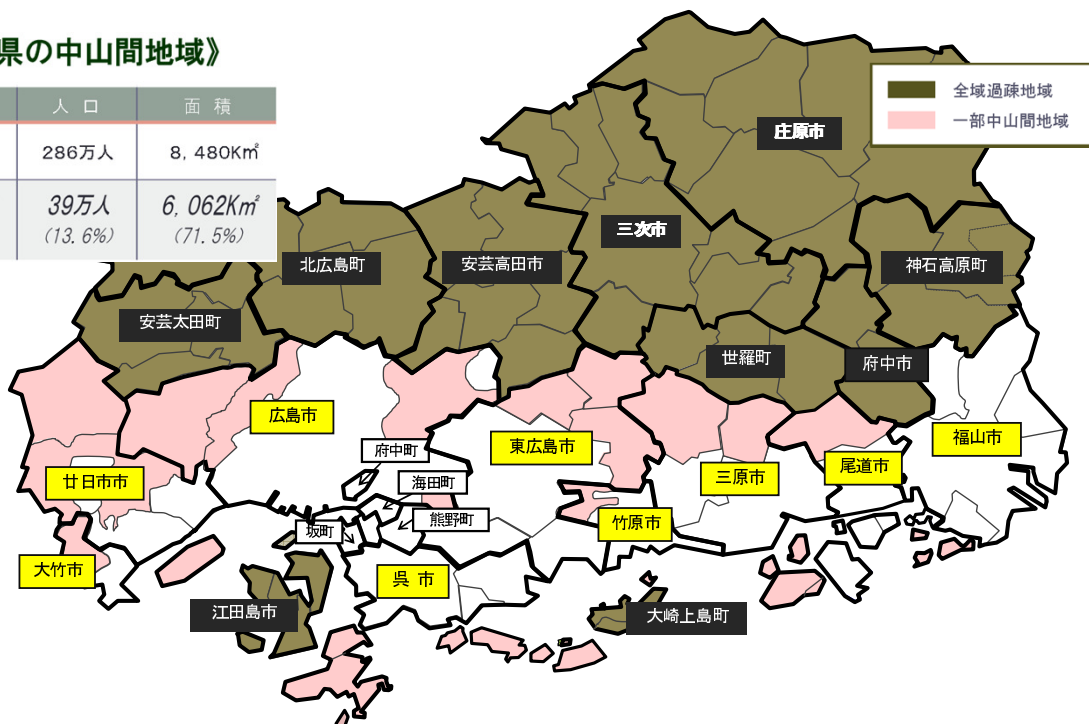 県の中山間地域》
人 口 面 積
286万人 8,480K㎡
39万人 6,062K㎡
(13.6%) (71.5%)
全域過疎地域
一部中山間地域
庄原市
三次市
北広島町
安芸高田市
神石高原町
安芸太田町
世羅町
府中市
広島市
府中町
東広島市
福山市
尾道市
三原市
廿日市市
海田町
熊野町
坂町
竹原市
大竹市
呉 市
江田島市
大崎上島町